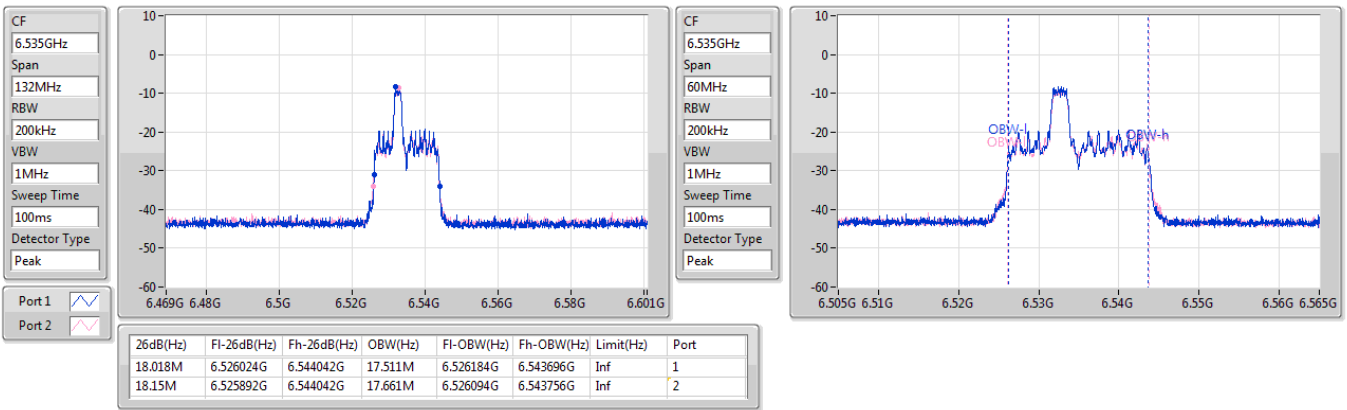 CF
6.535GHz
Span
132MHz
RBW
200kHz
VBW
1MHz
Sweep Time
100ms
Detector Type
Peak
Port 1
Port 2
10
0
-10
-20
-30
-40
-50
-60
6.469G 6.48G 6.5G 6.52G 6.54G 6.56G 6.58G 6.601G
CF
6.535GHz
Span
60MHz
RBW
200kHz
VBW
1MHz
Sweep Time
100ms
Detector Type
Peak
10
0
-10
-20
-30
-40
-50
-60
OBW-l
OBW-h
6.505G 6.51G 6.52G 6.53G 6.54G 6.55G 6.56G 6.565G
26dB(Hz) Fl-26dB(Hz) Fh-26dB(Hz) OBW(Hz) Fl-OBW(Hz) Fh-OBW(Hz) Limit(Hz) Port
18.018M 6.526024G 6.544042G 17.511M 6.526184G 6.543696G Inf 1
18.15M 6.525892G 6.544042G 17.661M 6.526094G 6.543756G Inf 2